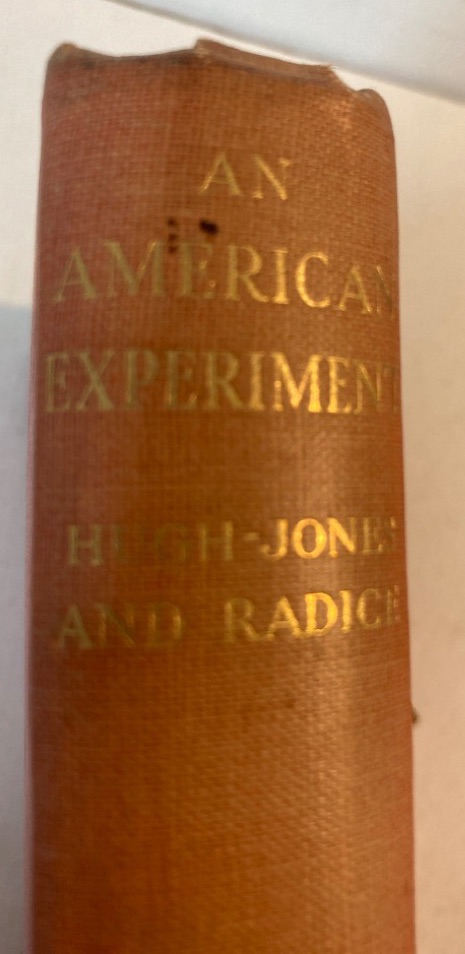 AN
AMERICAN
EXPERIMENT
HUGH-JONES
AND RADICE